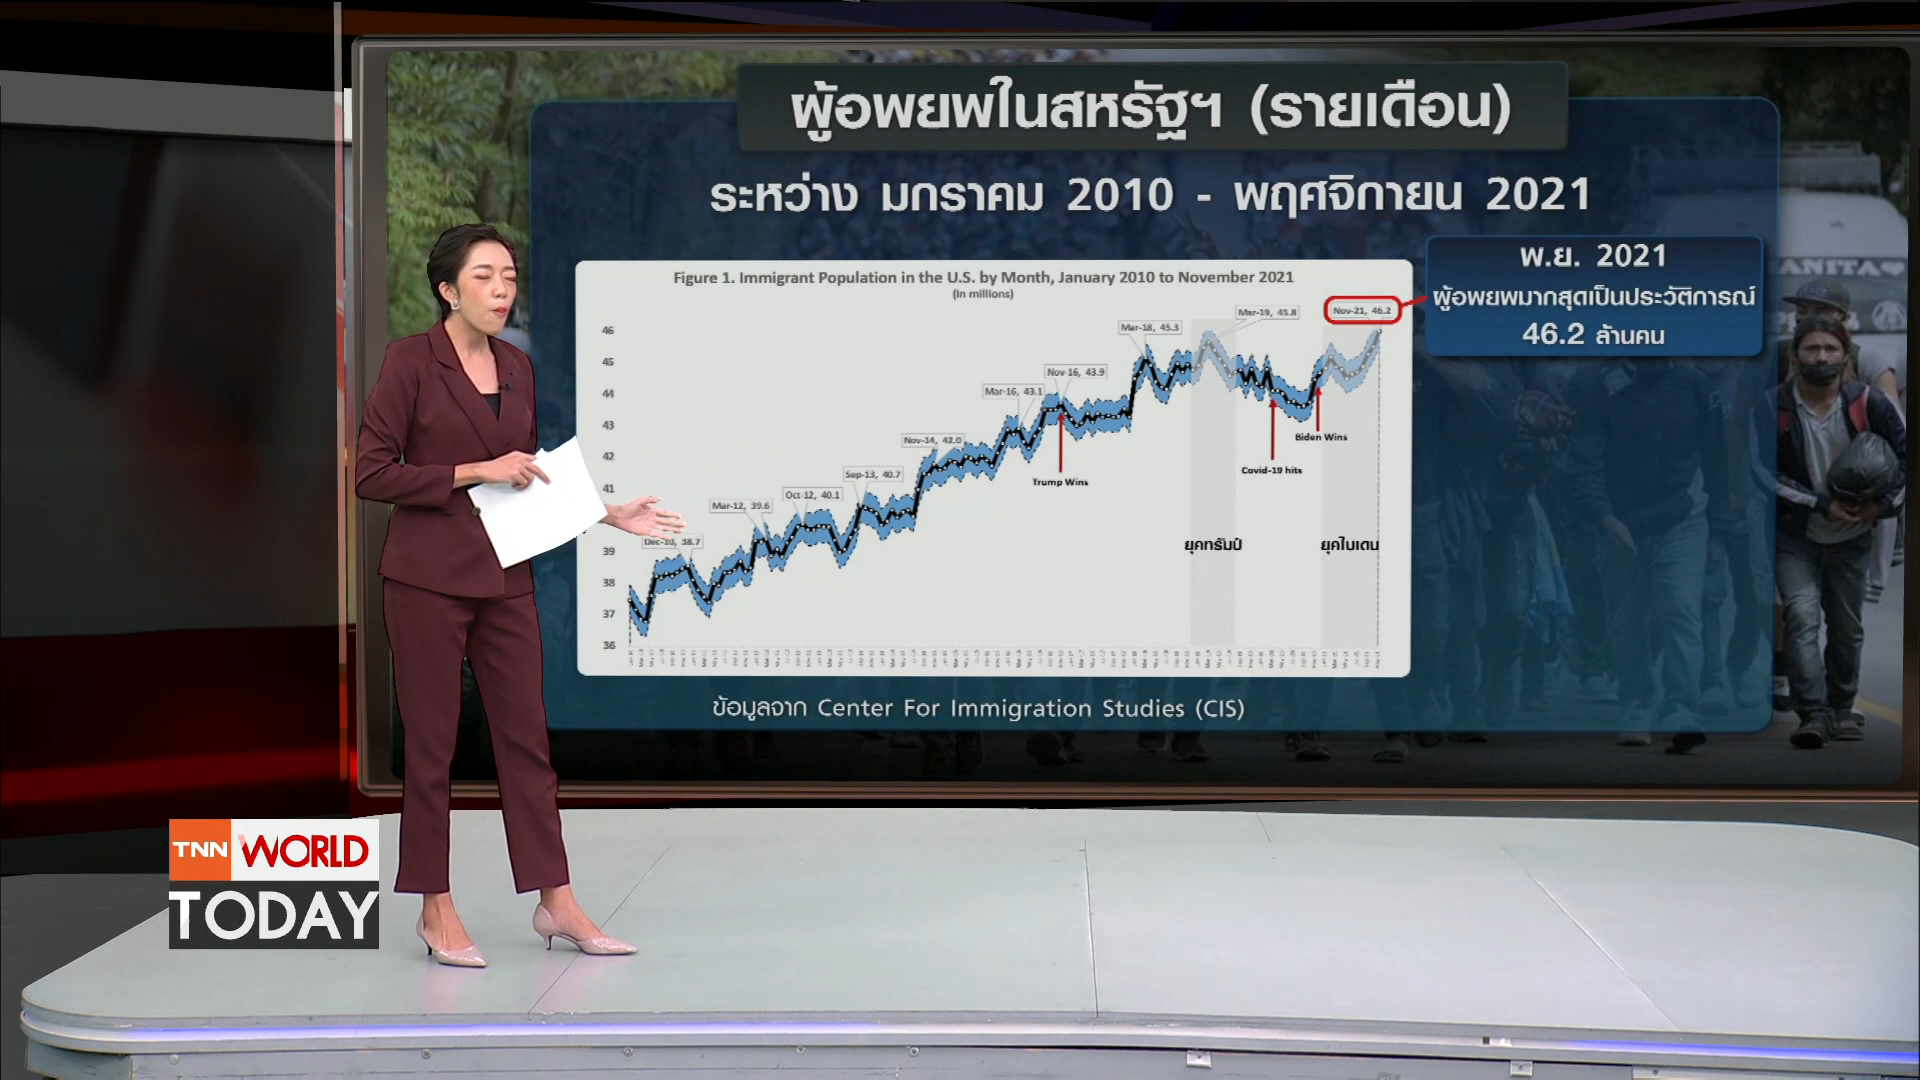 ผู้อพยพในสหรัฐฯ (รายเดือน)
ระหว่าง มกราคม 2010 - พฤศจิกายน 2021
พ.ย. 2021
ผู้อพยพมากสุดเป็นประวัติการณ์
46.2 ล้านคน
Figure 1. Immigrant Population in the U.S. by Month, January 2010 to November 2021
(in millions)
46
45
44
43
42
41
39
38
37
36
Dec-10, 38.7
Mar-12, 39.6
Oct-12, 40.1
Sep-13, 40.7
Nov-14, 42.0
Mar-16, 43.1
Nov-16, 43.9
Mar-18, 45.3
Mar-19, 45.8
Nov-21, 46.2
Trump Wins
Covid-19 hits
Biden Wins
ยุคทรัมป์
ยุคไบเดน
ข้อมูลจาก Center For Immigration Studies (CIS)
ANITA
TNN WORLD
TODAY